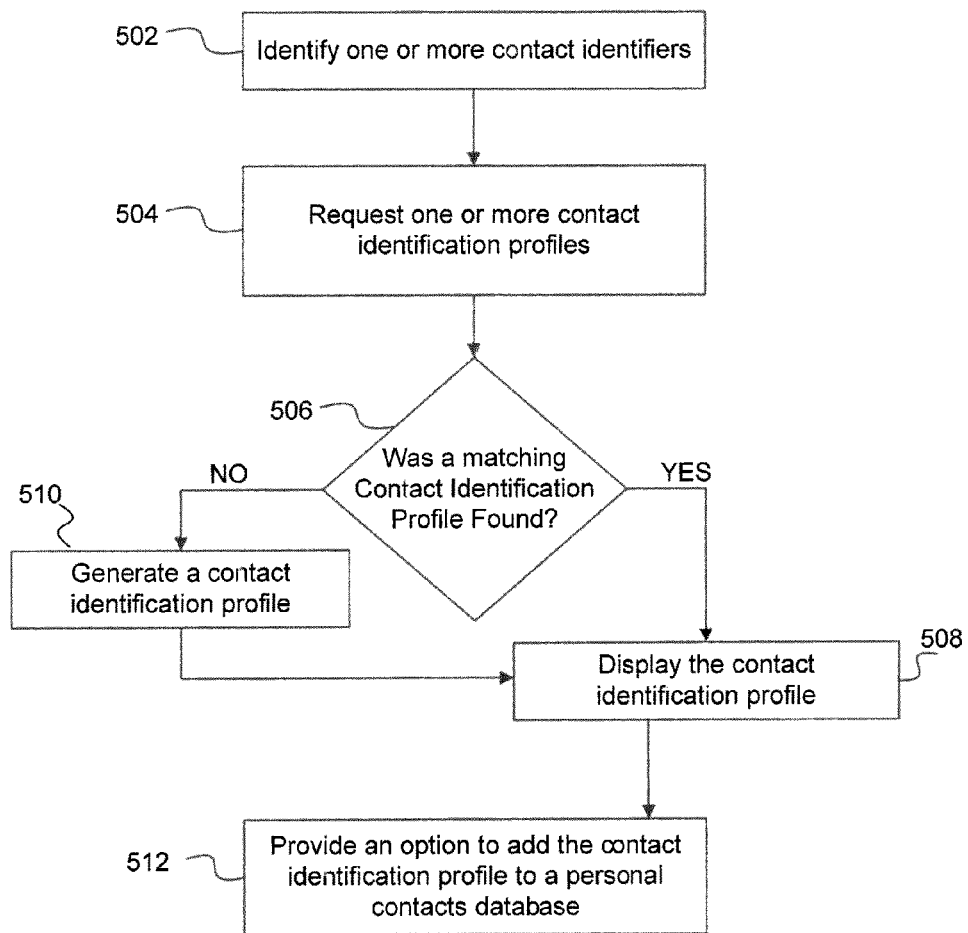 502
Identify one or more contact identifiers
504
Request one or more contact
identification profiles
506
Was a matching
Contact Identification
Profile Found?
NO
YES
510
Generate a contact
identification profile
508
Display the contact
identification profile
512
Provide an option to add the contact
identification profile to a personal
contacts database